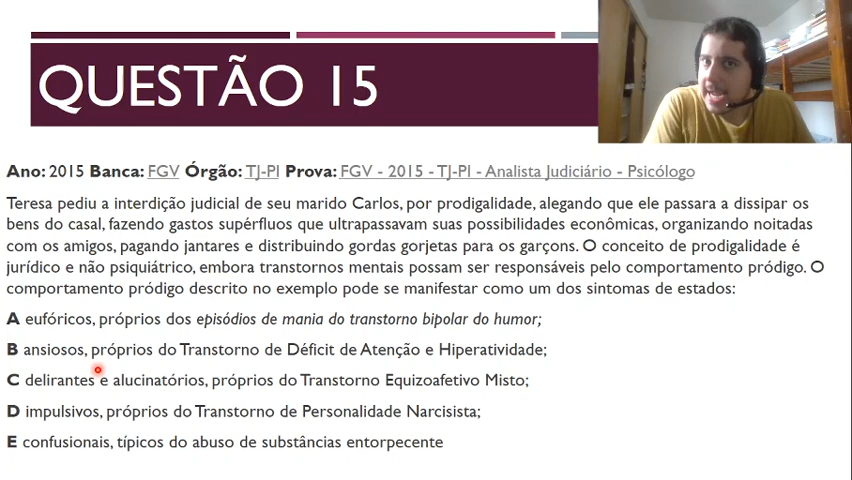 QUESTÃO 15
Ano: 2015 Banca: FGV Órgão: TJ-PI Prova: FGV - 2015 - TJ-PI - Analista Judiciário - Psicólogo
Teresa pediu a interdição judicial de seu marido Carlos, por prodigalidade, alegando que ele passara a dissipar os
bens do casal, fazendo gastos supérfluos que ultrapassavam suas possibilidades econômicas, organizando noitadas
com os amigos, pagando jantares e distribuindo gordas gorjetas para os garçons. O conceito de prodigalidade é
jurídico e não psiquiátrico, embora transtornos mentais possam ser responsáveis pelo comportamento pródigo. O
comportamento pródigo descrito no exemplo pode se manifestar como um dos sintomas de estados:
A eufóricos, próprios dos episódios de mania do transtorno bipolar do humor;
B ansiosos, próprios do Transtorno de Déficit de Atenção e Hiperatividade;
C delirantes e alucinatórios, próprios do Transtorno Equizoafetivo Misto;
D impulsivos, próprios do Transtorno de Personalidade Narcisista;
E confusionais, típicos do abuso de substâncias entorpecente